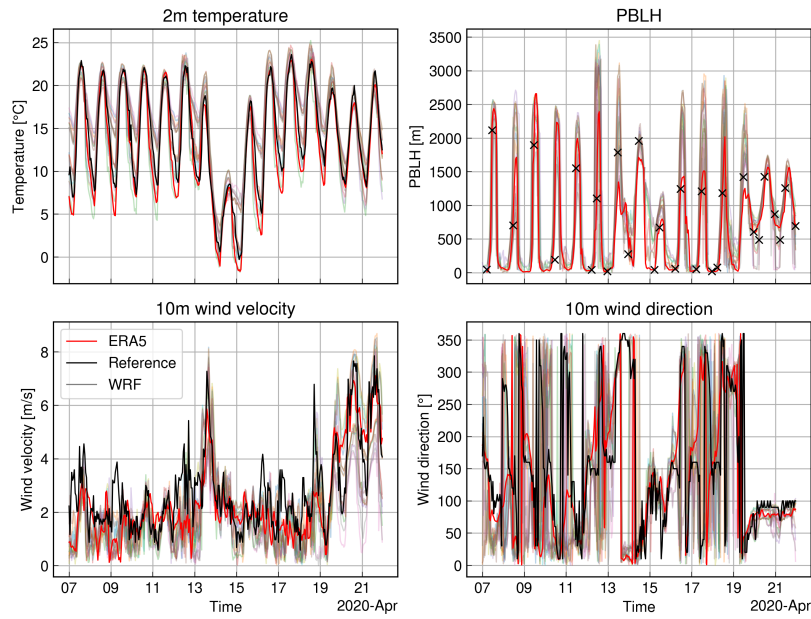 2m temperature
PBLH
25
20
15
10
5
0
Temperature [°C]
3500
3000
2500
2000
1500
1000
500
0
PBLH [m]
10m wind velocity
10m wind direction
ERA5
Reference
WRF
8
6
4
2
0
Wind velocity [m/s]
350
300
250
200
150
100
50
0
Wind direction [°]
07 09 11 13 15 17 19 21
Time
2020-Apr
07 09 11 13 15 17 19 21
Time
2020-Apr